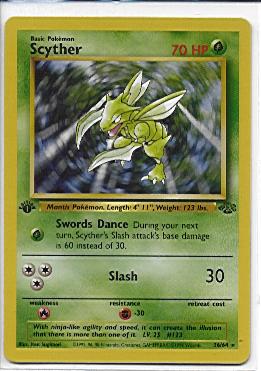 Basic Pokémon
Scyther
70 HP
Mantis Pokémon. Length: 4' 11", Weight: 123 lbs.
Swords Dance During your next
turn, Scyther's Slash attack's base damage
is 60 instead of 30.
Slash 30
weakness resistance retreat cost
-30
With ninja-like agility and speed, it can create the illusion
that there is more than one of it. LV. 25 #123
Illus. Ken Sugimori
26/64